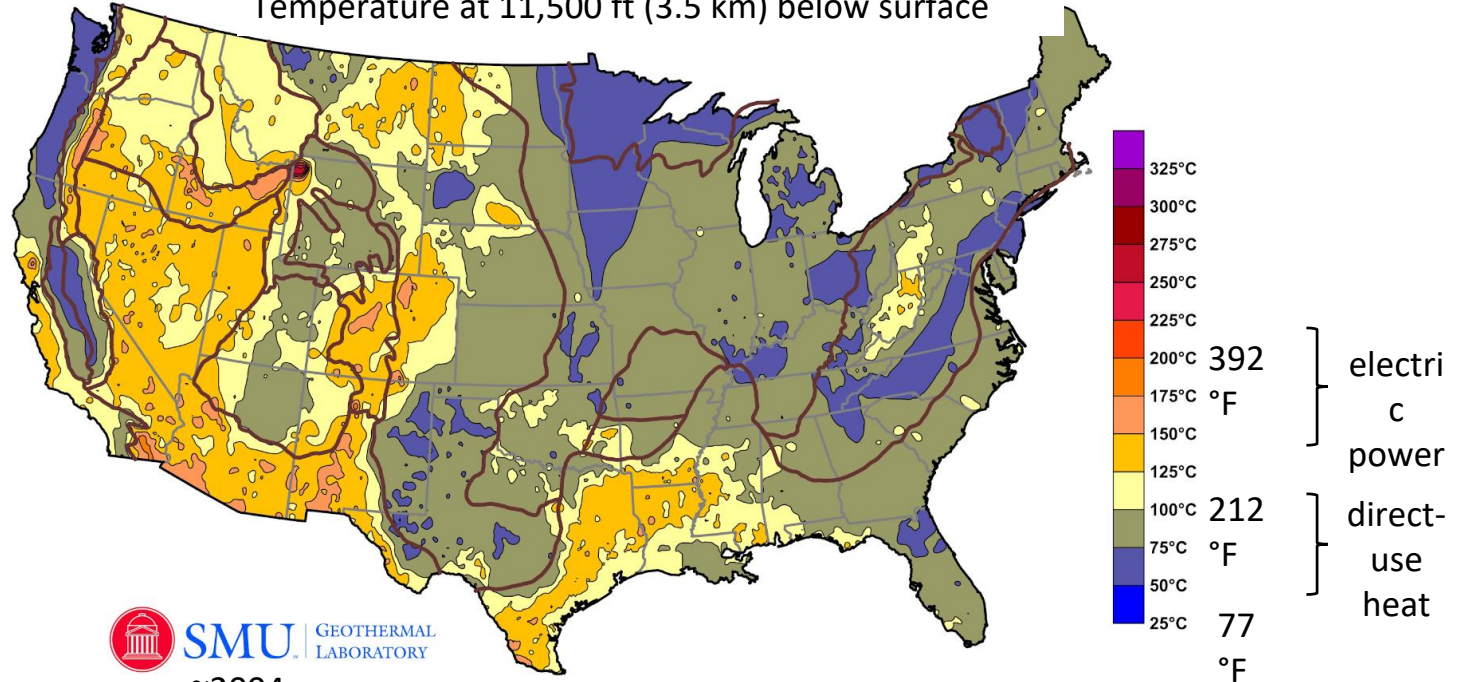 Temperature at 11,500 ft (3.5 km) below surface
325°C
300°C
275°C
250°C
225°C
200°C
175°C
150°C
125°C
100°C
75°C
50°C
25°C
392
°F
212
°F
77
°F
electri
c
power
direct-
use
heat
SMU
GEOTHERMAL
LABORATORY